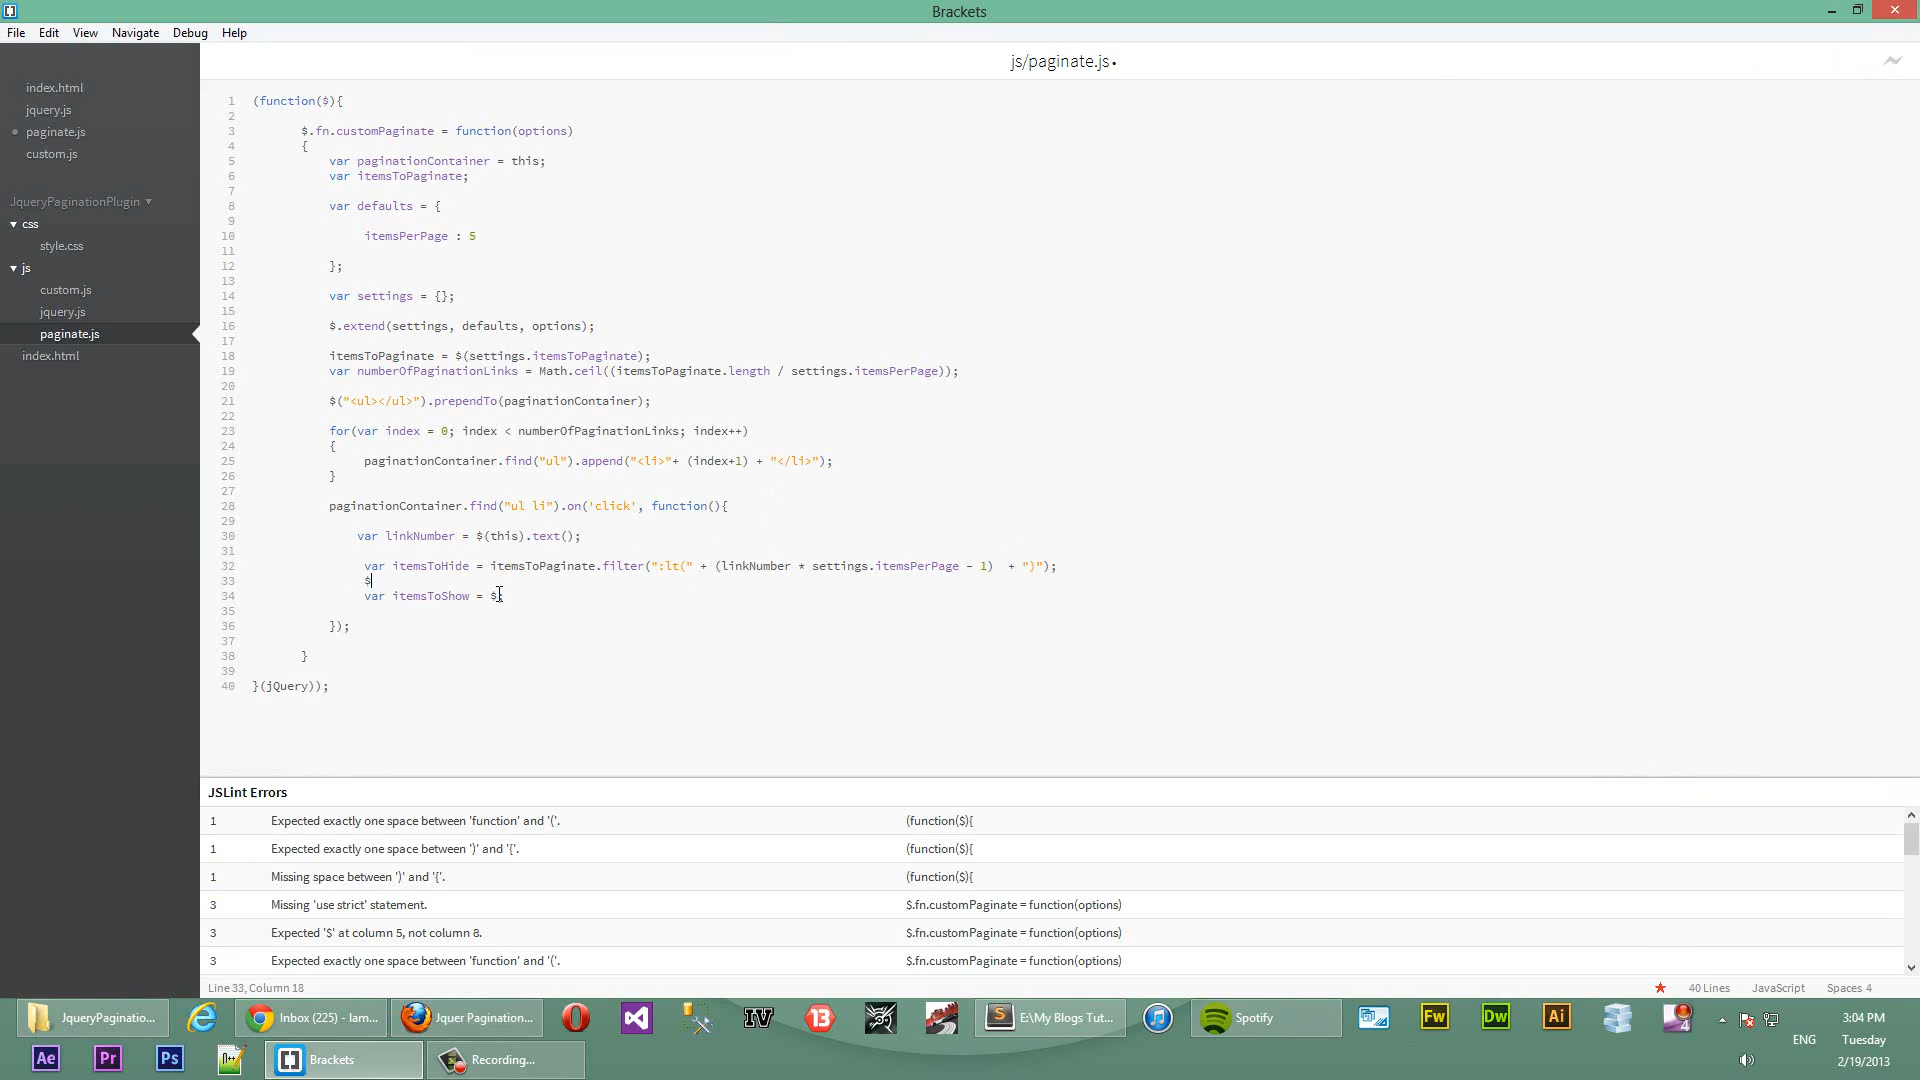 Brackets
File Edit View Navigate Debug Help
js/paginate.js •
index.html
jquery.js
paginate.js
custom.js
JqueryPaginationPlugin
css
style.css
js
custom.js
jquery.js
paginate.js
index.html
1 (function($){
2
3 $.fn.customPaginate = function(options)
4 {
5 var paginationContainer = this;
6 var itemsToPaginate;
7
8 var defaults = {
9
10 itemsPerPage : 5
11
12 };
13
14 var settings = {};
15
16 $.extend(settings, defaults, options);
17
18 itemsToPaginate = $(settings.itemsToPaginate);
19 var numberOfPaginationLinks = Math.ceil((itemsToPaginate.length / settings.itemsPerPage));
20
21 $("<ul></ul>").prependTo(paginationContainer);
22
23 for(var index = 0; index < numberOfPaginationLinks; index++)
24 {
25 paginationContainer.find("ul").append("<li>"+ (index+1) + "</li>");
26 }
27
28 paginationContainer.find("ul li").on('click', function(){
29
30 var linkNumber = $(this).text();
31
32 var itemsToHide = itemsToPaginate.filter(":lt(" + (linkNumber * settings.itemsPerPage - 1)  + ")");
33 $
34 var itemsToShow = $;
35
36 });
37
38 }
39
40 }(jQuery));
JSLint Errors
1 Expected exactly one space between 'function' and '('. (function($){
1 Expected exactly one space between ')' and '{'. (function($){
1 Missing space between ')' and '{'. (function($){
3 Missing 'use strict' statement. $.fn.customPaginate = function(options)
3 Expected '$' at column 5, not column 8. $.fn.customPaginate = function(options)
3 Expected exactly one space between 'function' and '('. $.fn.customPaginate = function(options)
Line 33, Column 18
40 Lines JavaScript Spaces 4
JqueryPaginatio... Inbox (225) - Iam... Jquer Pagination... IV 13 E:\My Blogs Tut... Spotify Fw Dw Ai 4
3:04 PM
ENG Tuesday
2/19/2013
Ae Pr Ps Brackets Recording...